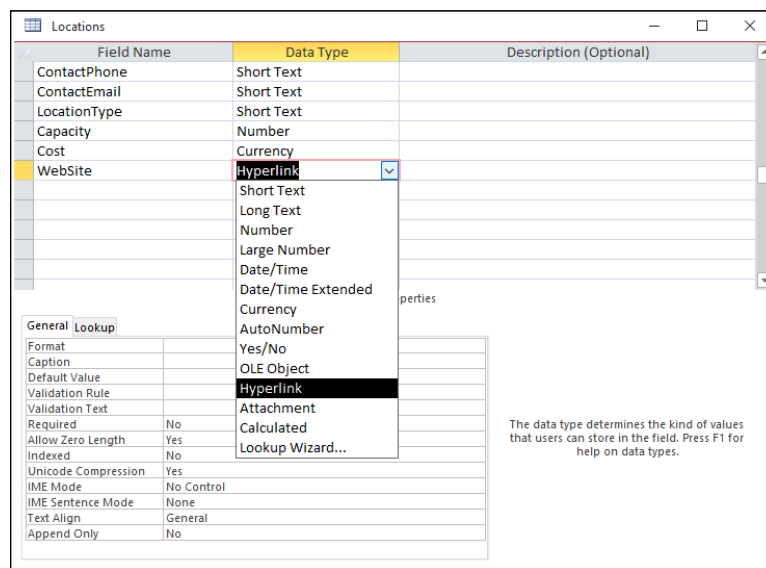 Locations
Field Name Data Type Description (Optional)
ContactPhone Short Text
ContactEmail Short Text
LocationType Short Text
Capacity Number
Cost Currency
WebSite Hyperlink
Short Text
Long Text
Number
Large Number
Date/Time
Date/Time Extended
perties
Currency
AutoNumber
Yes/No
OLE Object
Hyperlink
Attachment
Calculated
Lookup Wizard...
General Lookup
Format
Caption
Default Value
Validation Rule
Validation Text
Required No
Allow Zero Length Yes
Indexed No
Unicode Compression Yes
IME Mode No Control
IME Sentence Mode None
Text Align General
Append Only No
The data type determines the kind of values
that users can store in the field. Press F1 for
help on data types.